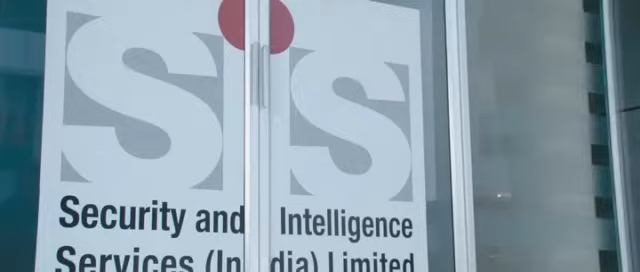 SiS
Security and Intelligence
Services (India) Limited